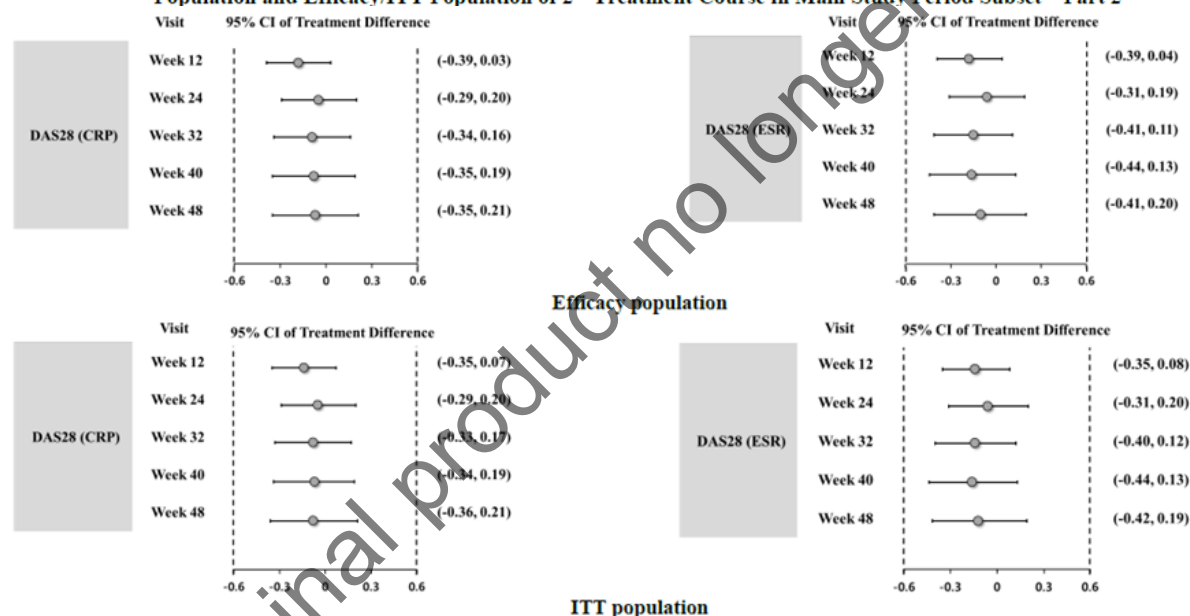 Population and Efficacy/ITT Population of 2 Treatment Course in Main Study Period Subset – Part 2
Visit 95% CI of Treatment Difference
DAS28 (CRP)
Week 12 (-0.39, 0.03)
Week 24 (-0.29, 0.20)
Week 32 (-0.34, 0.16)
Week 40 (-0.35, 0.19)
Week 48 (-0.35, 0.21)
-0.6 -0.3 0 0.3 0.6
Visit 95% CI of Treatment Difference
DAS28 (ESR)
Week 12 (-0.39, 0.04)
Week 24 (-0.31, 0.19)
Week 32 (-0.41, 0.11)
Week 40 (-0.44, 0.13)
Week 48 (-0.41, 0.20)
-0.6 -0.3 0 0.3 0.6
Efficacy population
Visit 95% CI of Treatment Difference
DAS28 (CRP)
Week 12 (-0.35, 0.07)
Week 24 (-0.29, 0.20)
Week 32 (-0.33, 0.17)
Week 40 (-0.34, 0.19)
Week 48 (-0.36, 0.21)
-0.6 -0.3 0 0.3 0.6
Visit 95% CI of Treatment Difference
DAS28 (ESR)
Week 12 (-0.35, 0.08)
Week 24 (-0.31, 0.20)
Week 32 (-0.40, 0.12)
Week 40 (-0.44, 0.13)
Week 48 (-0.42, 0.19)
-0.6 -0.3 0 0.3 0.6
ITT population
inal product no longer